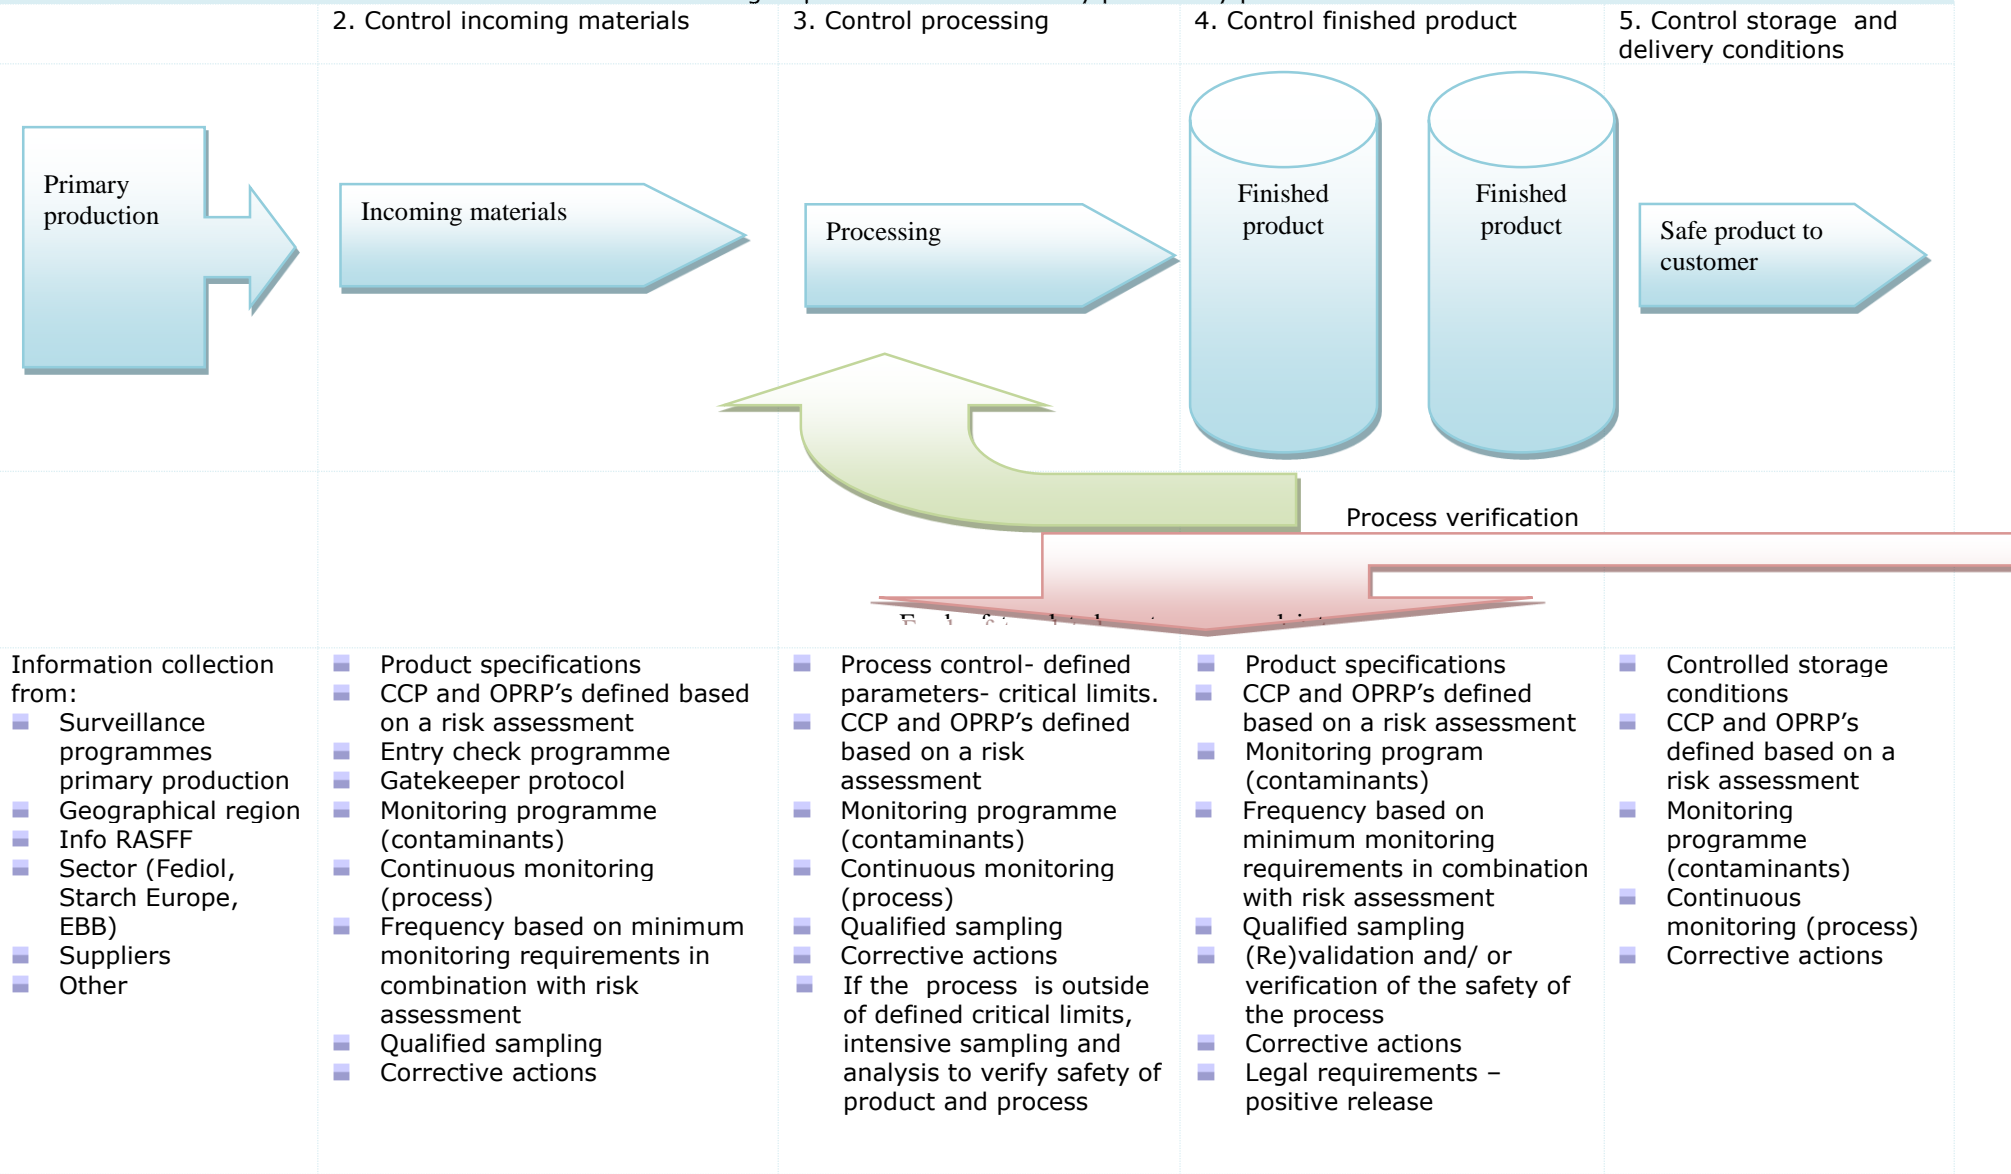 2. Control incoming materials
3. Control processing
4. Control finished product
5. Control storage  and
delivery conditions
Primary
production
Incoming materials
Processing
Finished
product
Finished
product
Safe product to
customer
Process verification
Information collection
from:
Surveillance
programmes
primary production
Geographical region
Info RASFF
Sector (Fediol,
Starch Europe,
EBB)
Suppliers
Other
Product specifications
CCP and OPRP’s defined based
on a risk assessment
Entry check programme
Gatekeeper protocol
Monitoring programme
(contaminants)
Continuous monitoring
(process)
Frequency based on minimum
monitoring requirements in
combination with risk
assessment
Qualified sampling
Corrective actions
Process control- defined
parameters- critical limits.
CCP and OPRP’s defined
based on a risk
assessment
Monitoring programme
(contaminants)
Continuous monitoring
(process)
Qualified sampling
Corrective actions
If the  process  is outside
of defined critical limits,
intensive sampling and
analysis to verify safety of
product and process
Product specifications
CCP and OPRP’s defined
based on a risk assessment
Monitoring program
(contaminants)
Frequency based on
minimum monitoring
requirements in combination
with risk assessment
Qualified sampling
(Re)validation and/ or
verification of the safety of
the process
Corrective actions
Legal requirements –
positive release
Controlled storage
conditions
CCP and OPRP’s
defined based on a
risk assessment
Monitoring
programme
(contaminants)
Continuous
monitoring (process)
Corrective actions